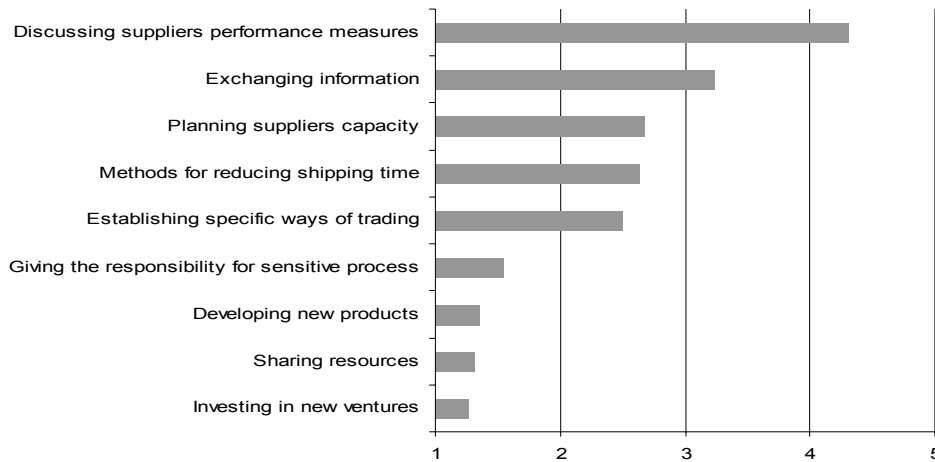 Discussing suppliers performance measures
Exchanging information
Planning suppliers capacity
Methods for reducing shipping time
Establishing specific ways of trading
Giving the responsibility for sensitive process
Developing new products
Sharing resources
Investing in new ventures
1 2 3 4 5